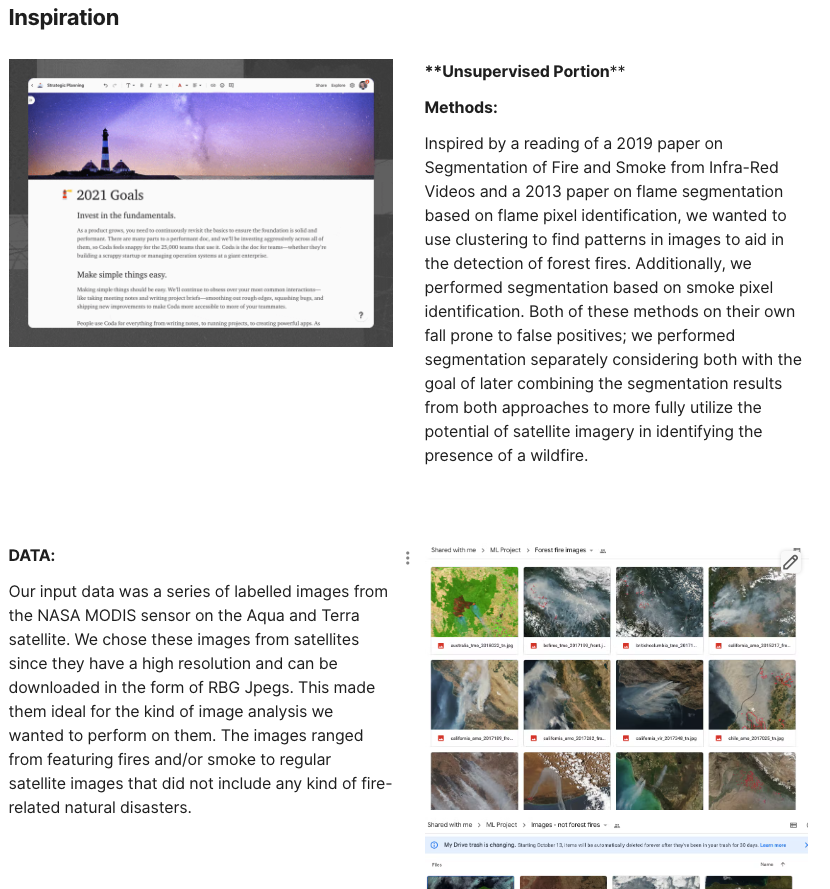 Inspiration
Strategic Planning
Share Explore
2021 Goals
Invest in the fundamentals.
As a product grows, you need to continuously revisit the basics to ensure the foundation is solid and
performant. There are many parts to a performant doc, and we'll be investing aggressively across all of
them, so Coda feels snappy for the 25,000 teams that use it. Coda is the doc for teams—whether they're
building a scrappy startup or managing operating systems at a giant enterprise.
Make simple things easy.
Making simple things should be easy. We'll continue to obsess over your most common interactions—
like taking meeting notes and writing project briefs—smoothing out rough edges, squashing bugs, and
shipping new improvements to make Coda more accessible to more of your teammates.
People use Coda for everything from writing notes, to running projects, to creating powerful apps. As
?
**Unsupervised Portion**
Methods:
Inspired by a reading of a 2019 paper on
Segmentation of Fire and Smoke from Infra-Red
Videos and a 2013 paper on flame segmentation
based on flame pixel identification, we wanted to
use clustering to find patterns in images to aid in
the detection of forest fires. Additionally, we
performed segmentation based on smoke pixel
identification. Both of these methods on their own
fall prone to false positives; we performed
segmentation separately considering both with the
goal of later combining the segmentation results
from both approaches to more fully utilize the
potential of satellite imagery in identifying the
presence of a wildfire.
DATA:
Our input data was a series of labelled images from
the NASA MODIS sensor on the Aqua and Terra
satellite. We chose these images from satellites
since they have a high resolution and can be
downloaded in the form of RBG Jpegs. This made
them ideal for the kind of image analysis we
wanted to perform on them. The images ranged
from featuring fires and/or smoke to regular
satellite images that did not include any kind of fire-
related natural disasters.
Shared with me > ML Project > Forest fire images
california_amo_2017189_fro...
california_amo_2017282_fro...
california_vir_2017340_tn.jpg
chile_amo_2017025_tn.jpg
Shared with me > ML Project > Images - not forest fires
My Drive trash is changing. Starting October 13, items will be automatically deleted forever after they've been in your trash for 30 days. Learn more
Files
Name